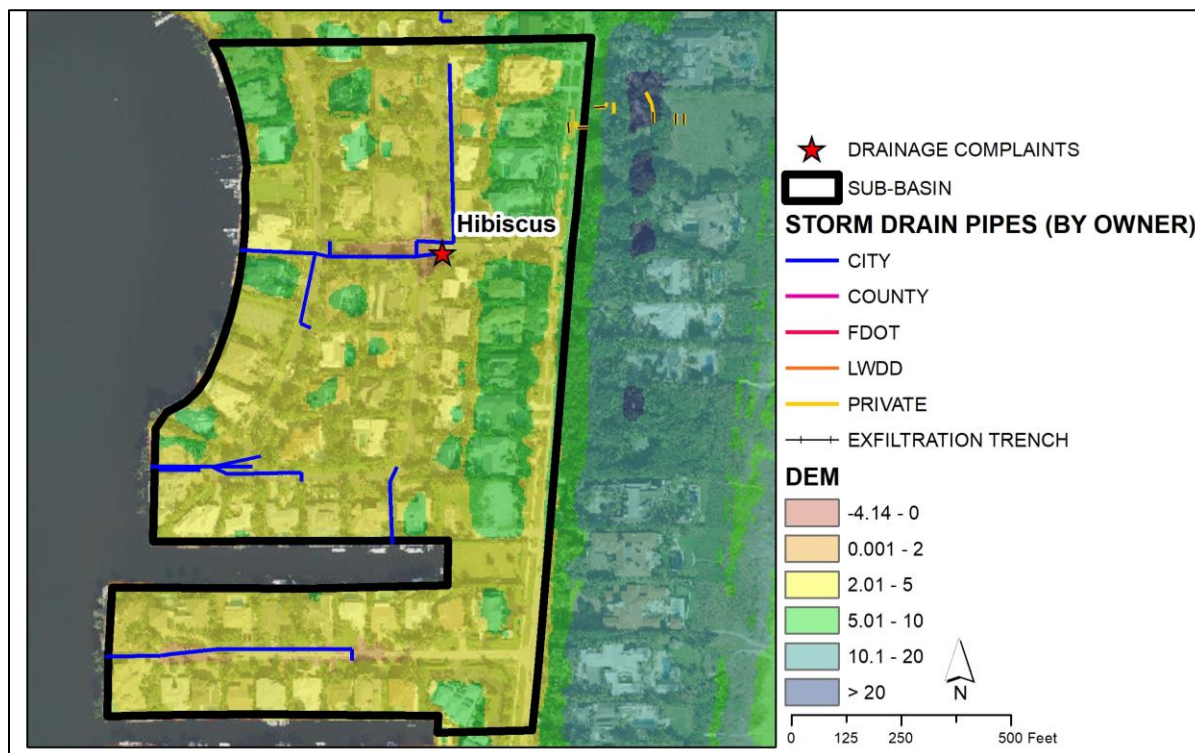 Hibiscus
DRAINAGE COMPLAINTS
SUB-BASIN
STORM DRAIN PIPES (BY OWNER)
CITY
COUNTY
FDOT
LWDD
PRIVATE
EXFILTRATION TRENCH
DEM
-4.14 - 0
0.001 - 2
2.01 - 5
5.01 - 10
10.1 - 20
> 20
N
0 125 250 500 Feet